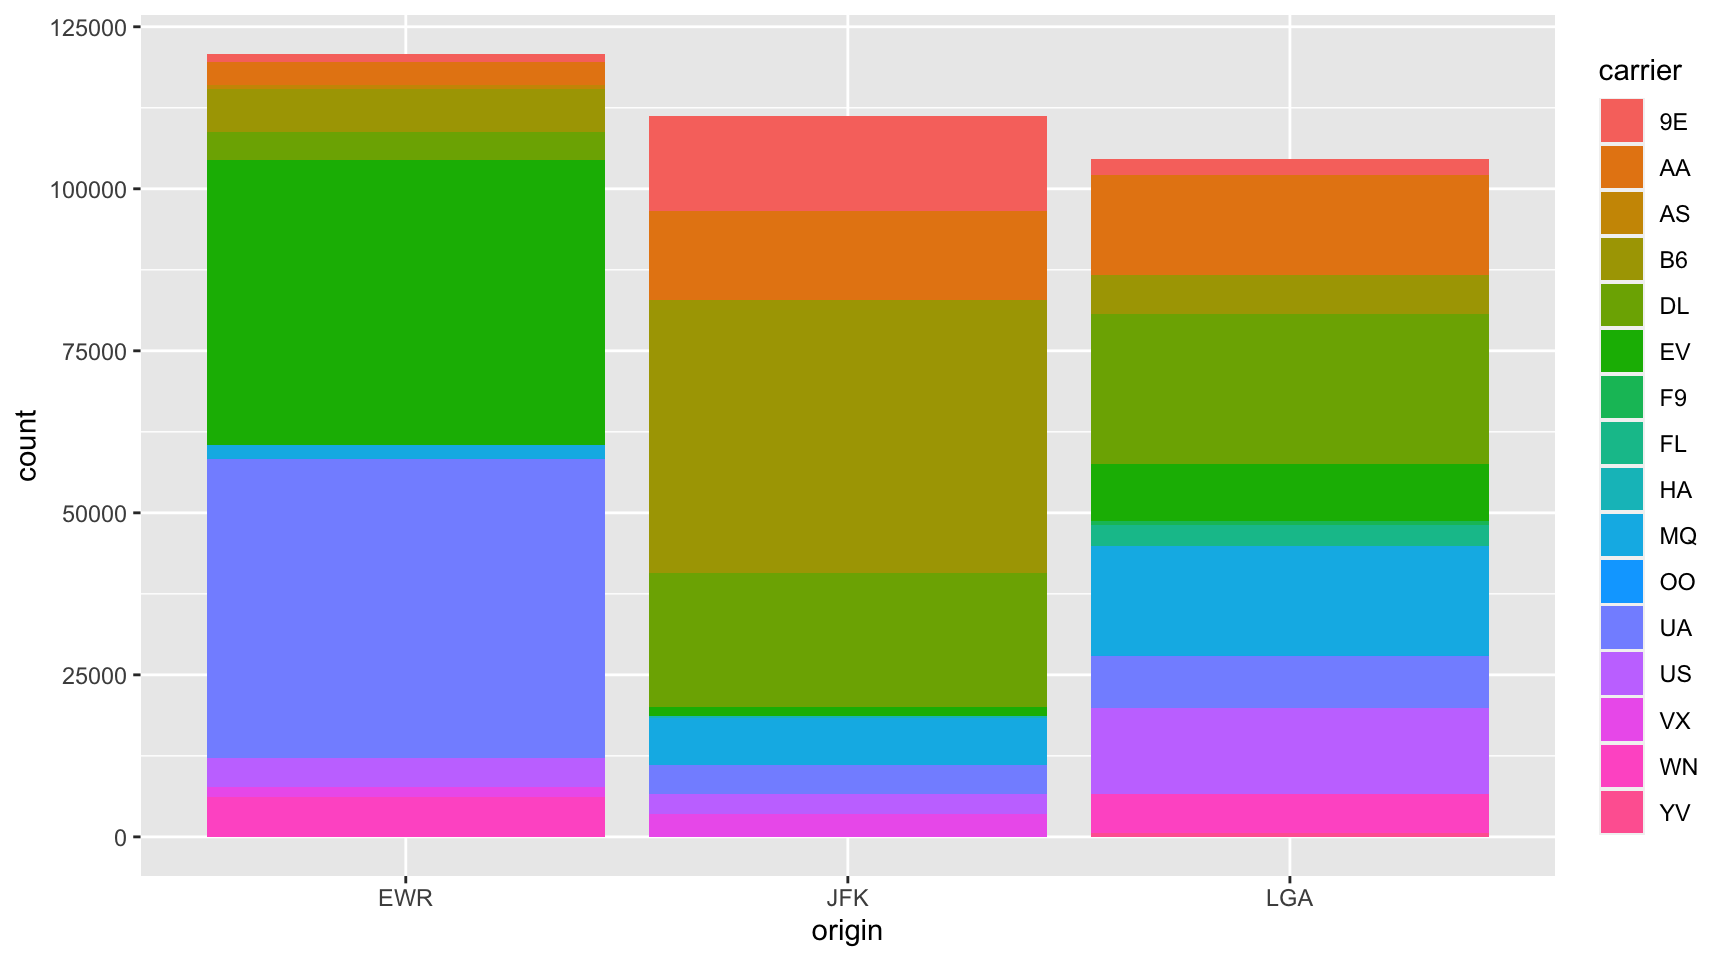 125000
100000
75000
50000
25000
0
count
EWR
JFK
LGA
origin
carrier
9E
AA
AS
B6
DL
EV
F9
FL
HA
MQ
OO
UA
US
VX
WN
YV